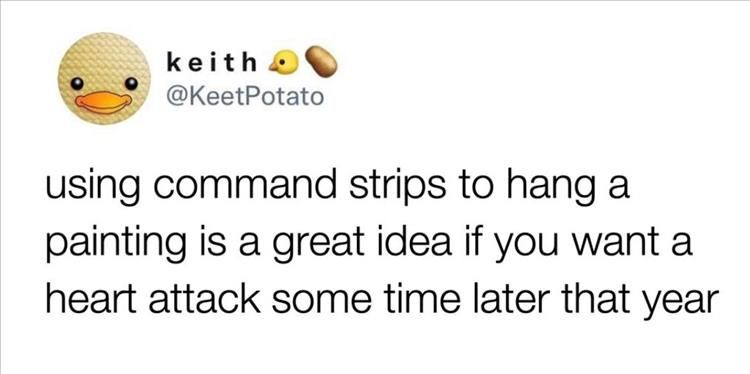 keith 🐤🥔
@KeetPotato
using command strips to hang a
painting is a great idea if you want a
heart attack some time later that year